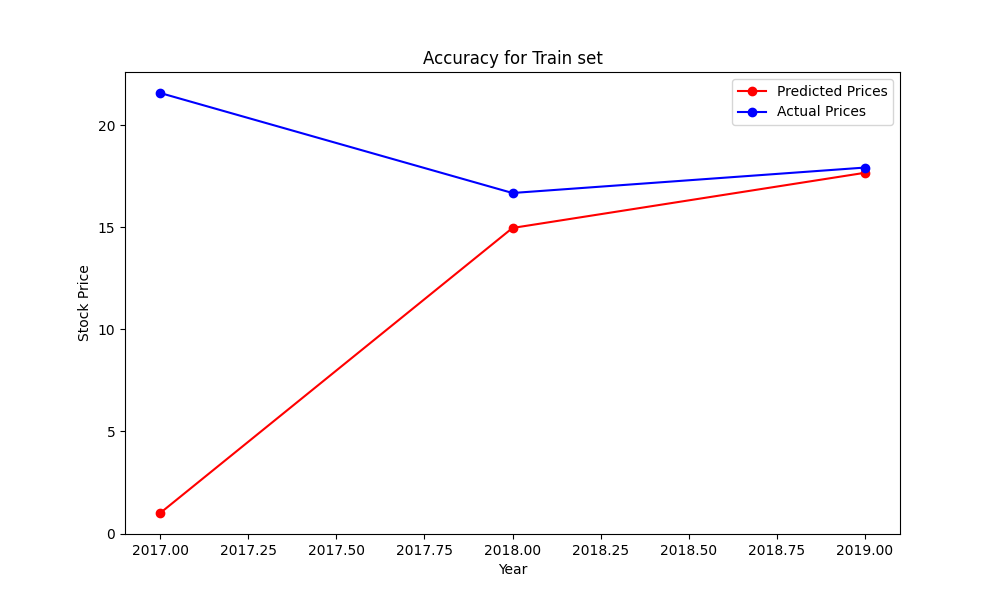 Accuracy for Train set
Predicted Prices
Actual Prices
Stock Price
20
15
10
5
0
2017.00 2017.25 2017.50 2017.75 2018.00 2018.25 2018.50 2018.75 2019.00
Year